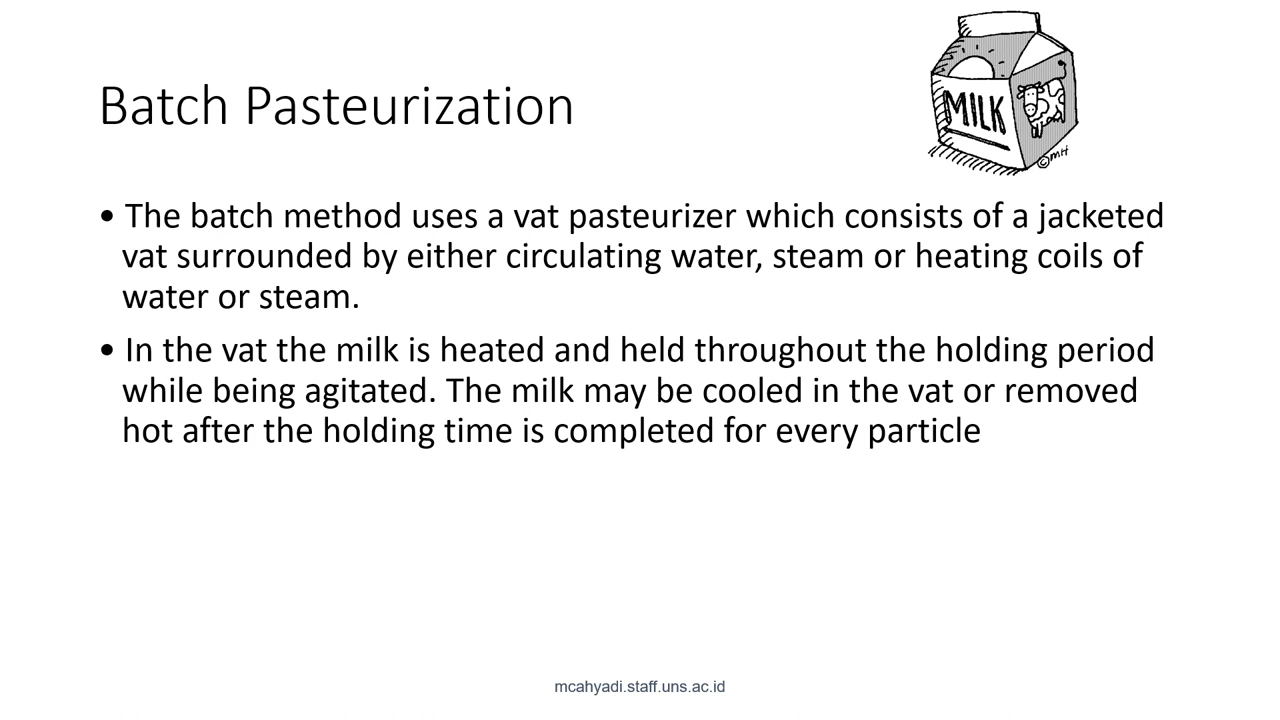 Batch Pasteurization
MILK
©MH
• The batch method uses a vat pasteurizer which consists of a jacketed
vat surrounded by either circulating water, steam or heating coils of
water or steam.
• In the vat the milk is heated and held throughout the holding period
while being agitated. The milk may be cooled in the vat or removed
hot after the holding time is completed for every particle
mcahyadi.staff.uns.ac.id